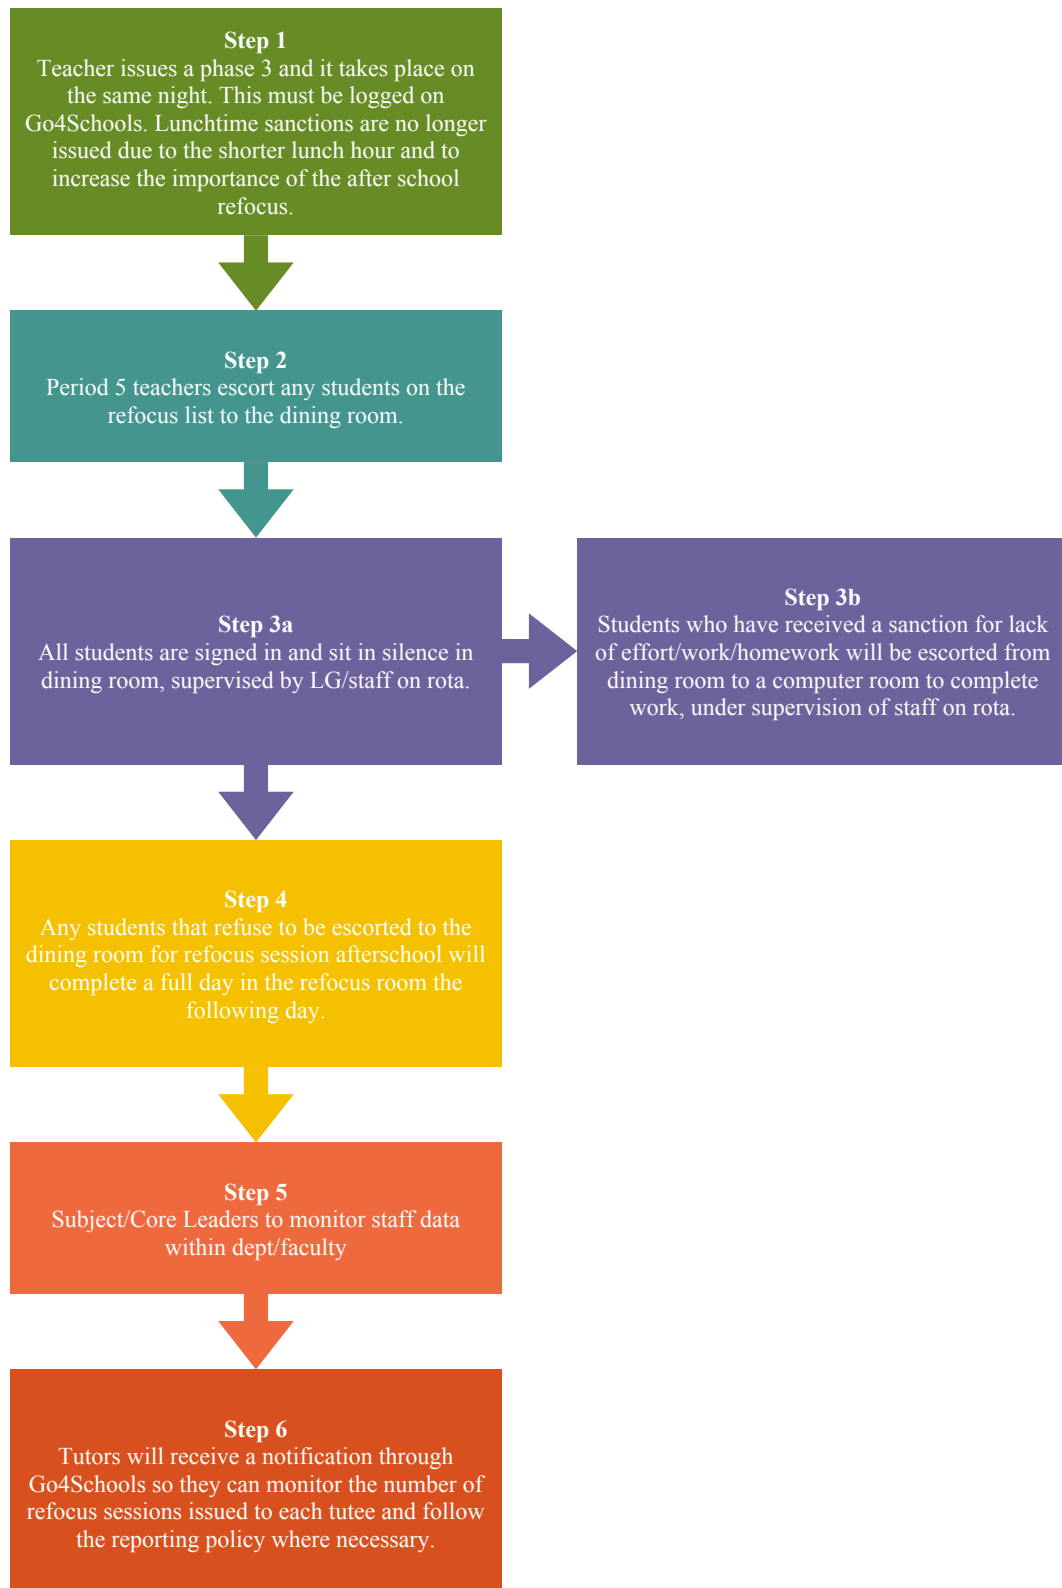 Step 1
Teacher issues a phase 3 and it takes place on
the same night. This must be logged on
Go4Schools. Lunchtime sanctions are no longer
issued due to the shorter lunch hour and to
increase the importance of the after school
refocus.
Step 2
Period 5 teachers escort any students on the
refocus list to the dining room.
Step 3a
All students are signed in and sit in silence in
dining room, supervised by LG/staff on rota.
Step 3b
Students who have received a sanction for lack
of effort/work/homework will be escorted from
dining room to a computer room to complete
work, under supervision of staff on rota.
Step 4
Any students that refuse to be escorted to the
dining room for refocus session afterschool will
complete a full day in the refocus room the
following day.
Step 5
Subject/Core Leaders to monitor staff data
within dept/faculty
Step 6
Tutors will receive a notification through
Go4Schools so they can monitor the number of
refocus sessions issued to each tutee and follow
the reporting policy where necessary.